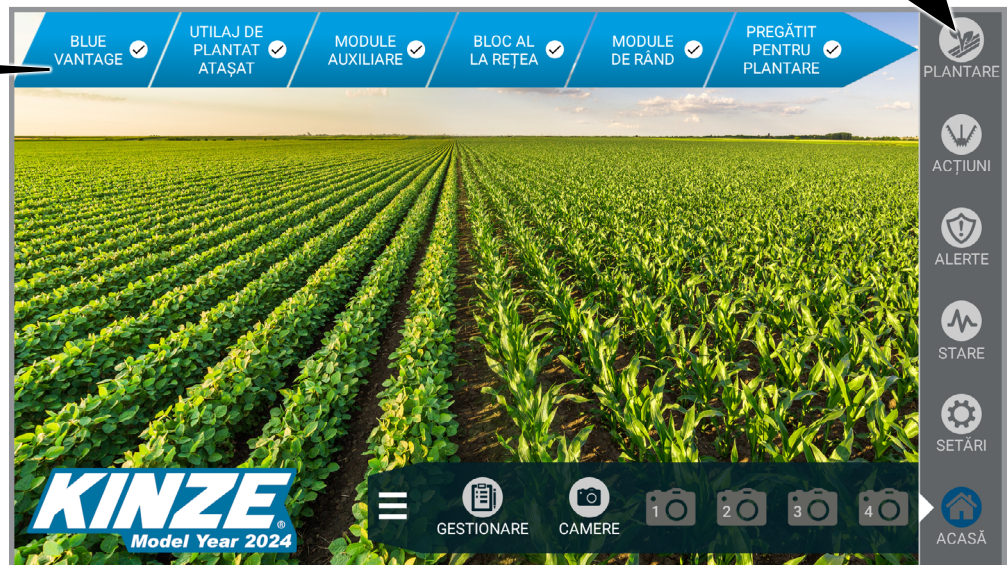 BLUE
VANTAGE
UTILAJ DE
PLANTAT
ATAȘAT
MODULE
AUXILIARE
BLOC AL
LA REȚEA
MODULE
DE RÂND
PREGĂTIT
PENTRU
PLANTARE
PLANTARE
ACȚIUNI
ALERTE
STARE
SETĂRI
ACASĂ
KINZE®
Model Year 2024
GESTIONARE
CAMERE
1
2
3
4